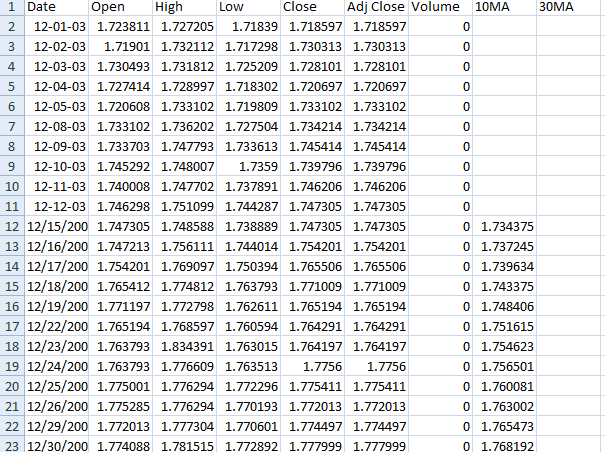 1 Date Open High Low Close Adj Close Volume 10MA 30MA
2 12-01-03 1.723811 1.727205 1.71839 1.718597 1.718597 0
3 12-02-03 1.71901 1.732112 1.717298 1.730313 1.730313 0
4 12-03-03 1.730493 1.731812 1.725209 1.728101 1.728101 0
5 12-04-03 1.727414 1.728997 1.718302 1.720697 1.720697 0
6 12-05-03 1.720608 1.733102 1.719809 1.733102 1.733102 0
7 12-08-03 1.733102 1.736202 1.727504 1.734214 1.734214 0
8 12-09-03 1.733703 1.747793 1.733613 1.745414 1.745414 0
9 12-10-03 1.745292 1.748007 1.7359 1.739796 1.739796 0
10 12-11-03 1.740008 1.747702 1.737891 1.746206 1.746206 0
11 12-12-03 1.746298 1.751099 1.744287 1.747305 1.747305 0
12 12/15/200 1.747305 1.748588 1.738889 1.747305 1.747305 0 1.734375
13 12/16/200 1.747213 1.756111 1.744014 1.754201 1.754201 0 1.737245
14 12/17/200 1.754201 1.769097 1.750394 1.765506 1.765506 0 1.739634
15 12/18/200 1.765412 1.774812 1.763793 1.771009 1.771009 0 1.743375
16 12/19/200 1.771197 1.772798 1.762611 1.765194 1.765194 0 1.748406
17 12/22/200 1.765194 1.768597 1.760594 1.764291 1.764291 0 1.751615
18 12/23/200 1.763793 1.834391 1.763015 1.764197 1.764197 0 1.754623
19 12/24/200 1.763793 1.776609 1.763513 1.7756 1.7756 0 1.756501
20 12/25/200 1.775001 1.776294 1.772296 1.775411 1.775411 0 1.760081
21 12/26/200 1.775285 1.776294 1.770193 1.772013 1.772013 0 1.763002
22 12/29/200 1.772013 1.777304 1.770601 1.774497 1.774497 0 1.765473
23 12/30/200 1.774088 1.781515 1.772892 1.777999 1.777999 0 1.768192